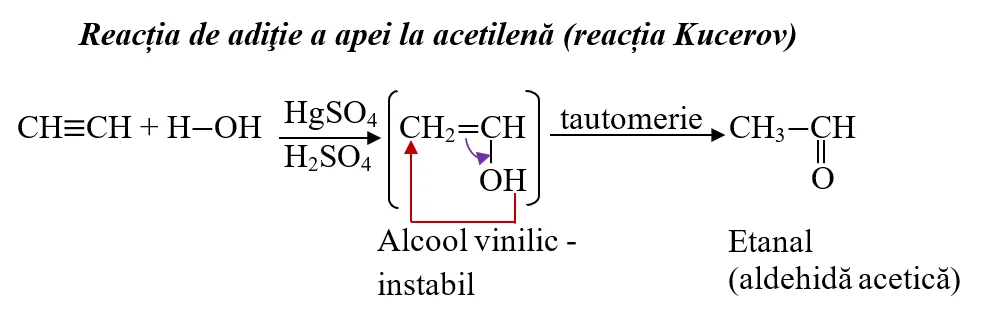 Reacția de adiţie a apei la acetilenă (reacția Kucerov)
CH≡CH + H−OH HgSO₄ H₂SO₄ CH₂=CH OH tautomerie CH₃−CH O
Alcool vinilic -
instabil
Etanal
(aldehidă acetică)